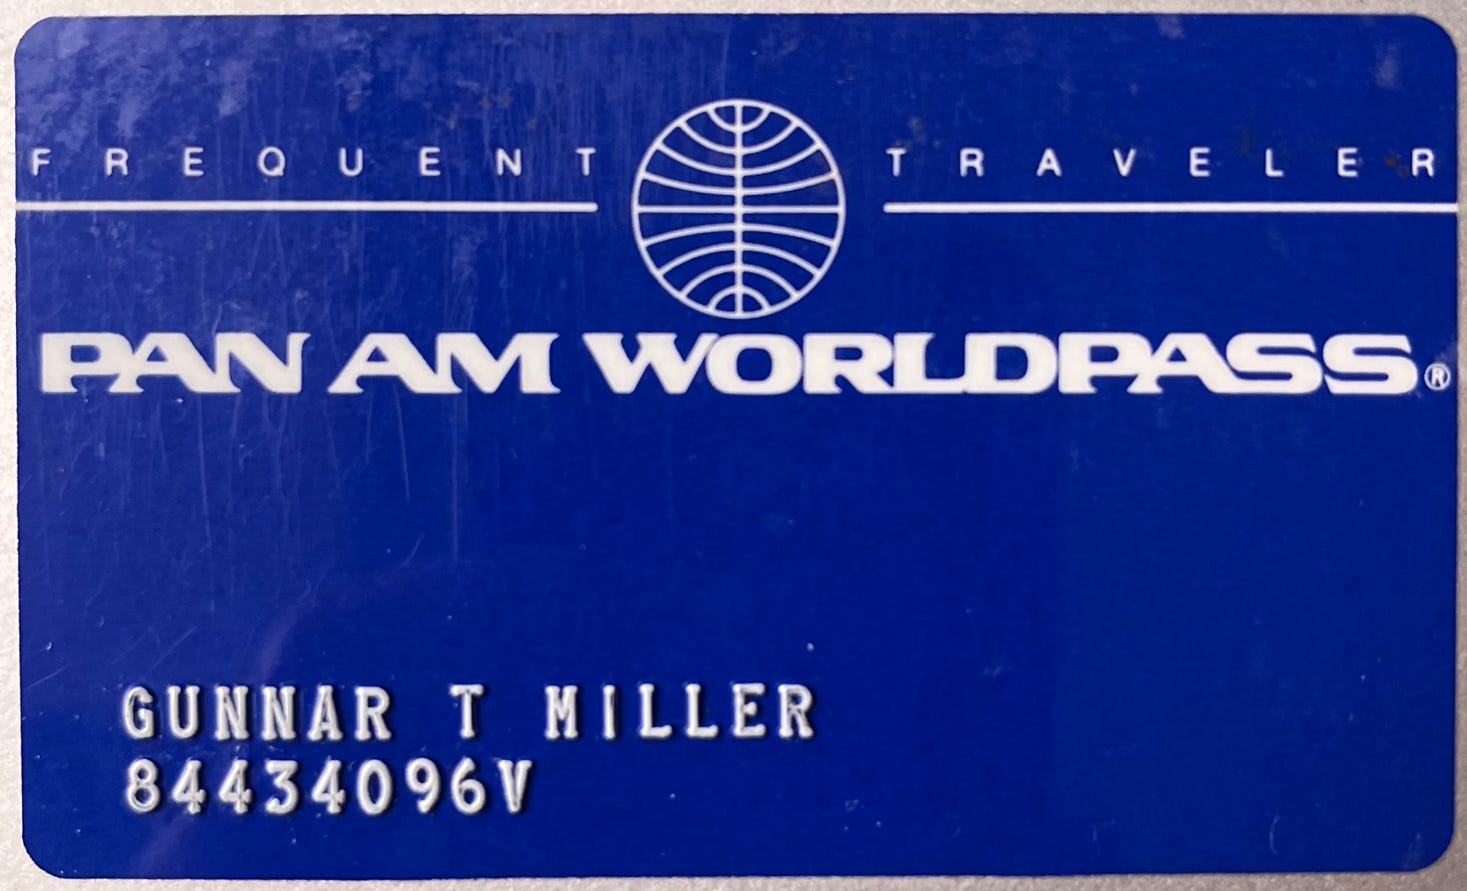 FREQUENT TRAVELER
PAN AM WORLDPASS®
GUNNAR T MILLER
84434096V